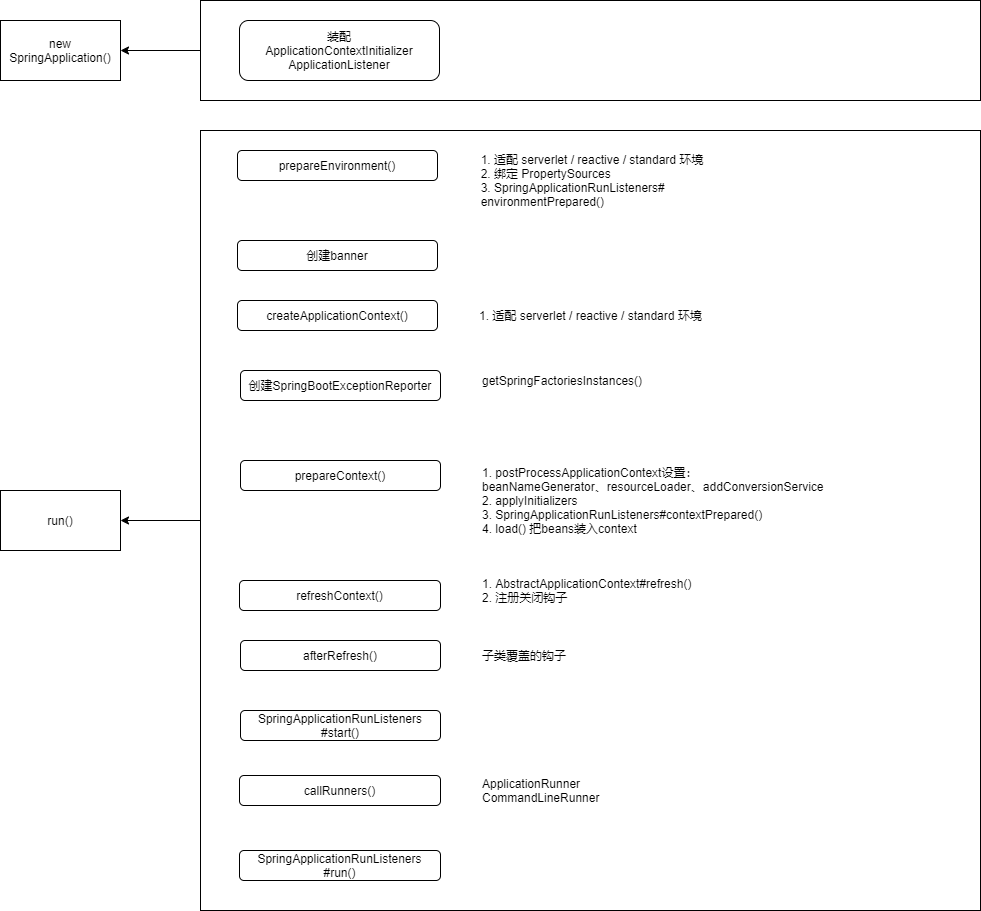 new
SpringApplication()
装配
ApplicationContextInitializer
ApplicationListener
prepareEnvironment()
1. 适配 serverlet / reactive / standard 环境
2. 绑定 PropertySources
3. SpringApplicationRunListeners#
environmentPrepared()
创建banner
createApplicationContext()
1. 适配 serverlet / reactive / standard 环境
创建SpringBootExceptionReporter
getSpringFactoriesInstances()
prepareContext()
1. postProcessApplicationContext设置：
beanNameGenerator、resourceLoader、addConversionService
2. applyInitializers
3. SpringApplicationRunListeners#contextPrepared()
4. load() 把beans装入context
run()
refreshContext()
1. AbstractApplicationContext#refresh()
2. 注册关闭钩子
afterRefresh()
子类覆盖的钩子
SpringApplicationRunListeners
#start()
callRunners()
ApplicationRunner
CommandLineRunner
SpringApplicationRunListeners
#run()